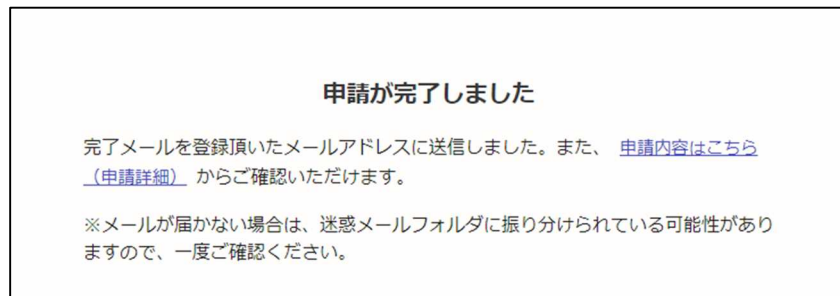 申請が完了しました
完了メールを登録頂いたメールアドレスに送信しました。また、 申請内容はこちら
（申請詳細） からご確認いただけます。
※メールが届かない場合は、迷惑メールフォルダに振り分けられている可能性があり
ますので、一度ご確認ください。